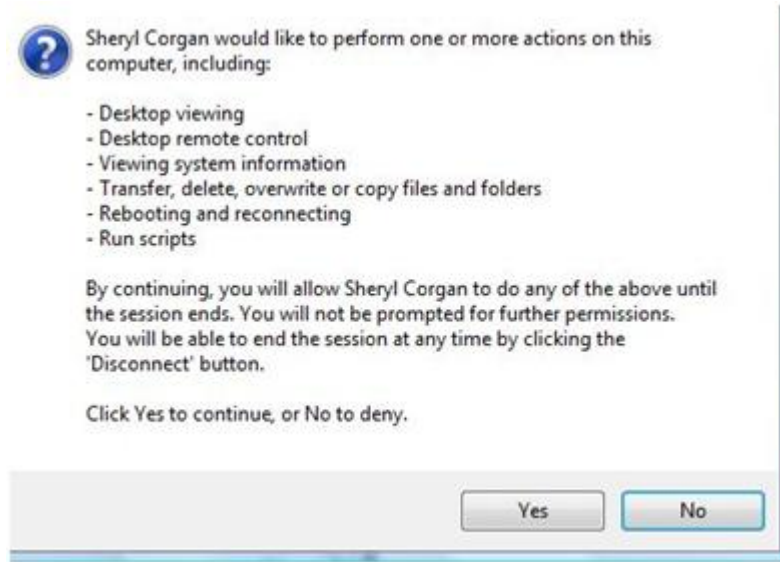 Sheryl Corgan would like to perform one or more actions on this
computer, including:
- Desktop viewing
- Desktop remote control
- Viewing system information
- Transfer, delete, overwrite or copy files and folders
- Rebooting and reconnecting
- Run scripts
By continuing, you will allow Sheryl Corgan to do any of the above until
the session ends. You will not be prompted for further permissions.
You will be able to end the session at any time by clicking the
'Disconnect' button.
Click Yes to continue, or No to deny.
Yes No